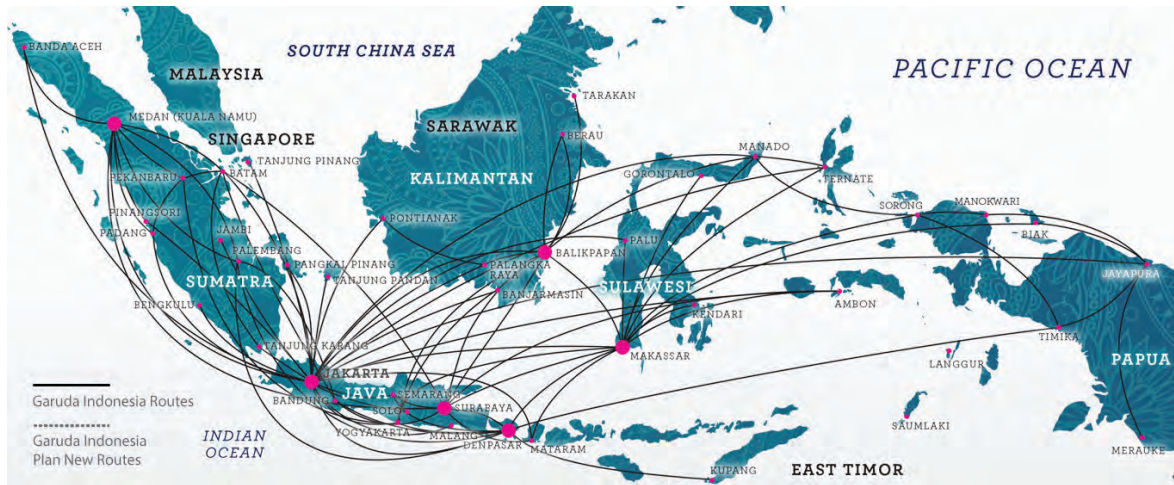 BANDA ACEH
SOUTH CHINA SEA
MALAYSIA
PACIFIC OCEAN
TARAKAN
MEDAN (KUALA NAMU)
SARAWAK
BERAU
SINGAPORE
TANJUNG PINANG
MANADO
PEKANBARU
BATAM
KALIMANTAN
GORONTALO
TERNATE
PINANGSORI
PONTIANAK
SORONG
MANOKWARI
PADANG
JAMBI
BIAK
PALU
PALEMBANG
BALIKPAPAN
PANGKAL PINANG
PALANGKA
RAYA
JAYAPURA
SUMATRA
TANJUNG PANDAN
SULAWESI
BANJARMASIN
AMBON
BENGKULU
KENDARI
TIMIKA
TANJUNG KARANG
MAKASSAR
PAPUA
LANGGUR
JAKARTA
JAVA
SEMARANG
BANDUNG
Garuda Indonesia Routes
SOLO
SURABAYA
SAUMLAKI
YOGYAKARTA
MALANG
INDIAN
OCEAN
DENPASAR
MATARAM
Garuda Indonesia
Plan New Routes
MERAUKE
EAST TIMOR
KUPANG